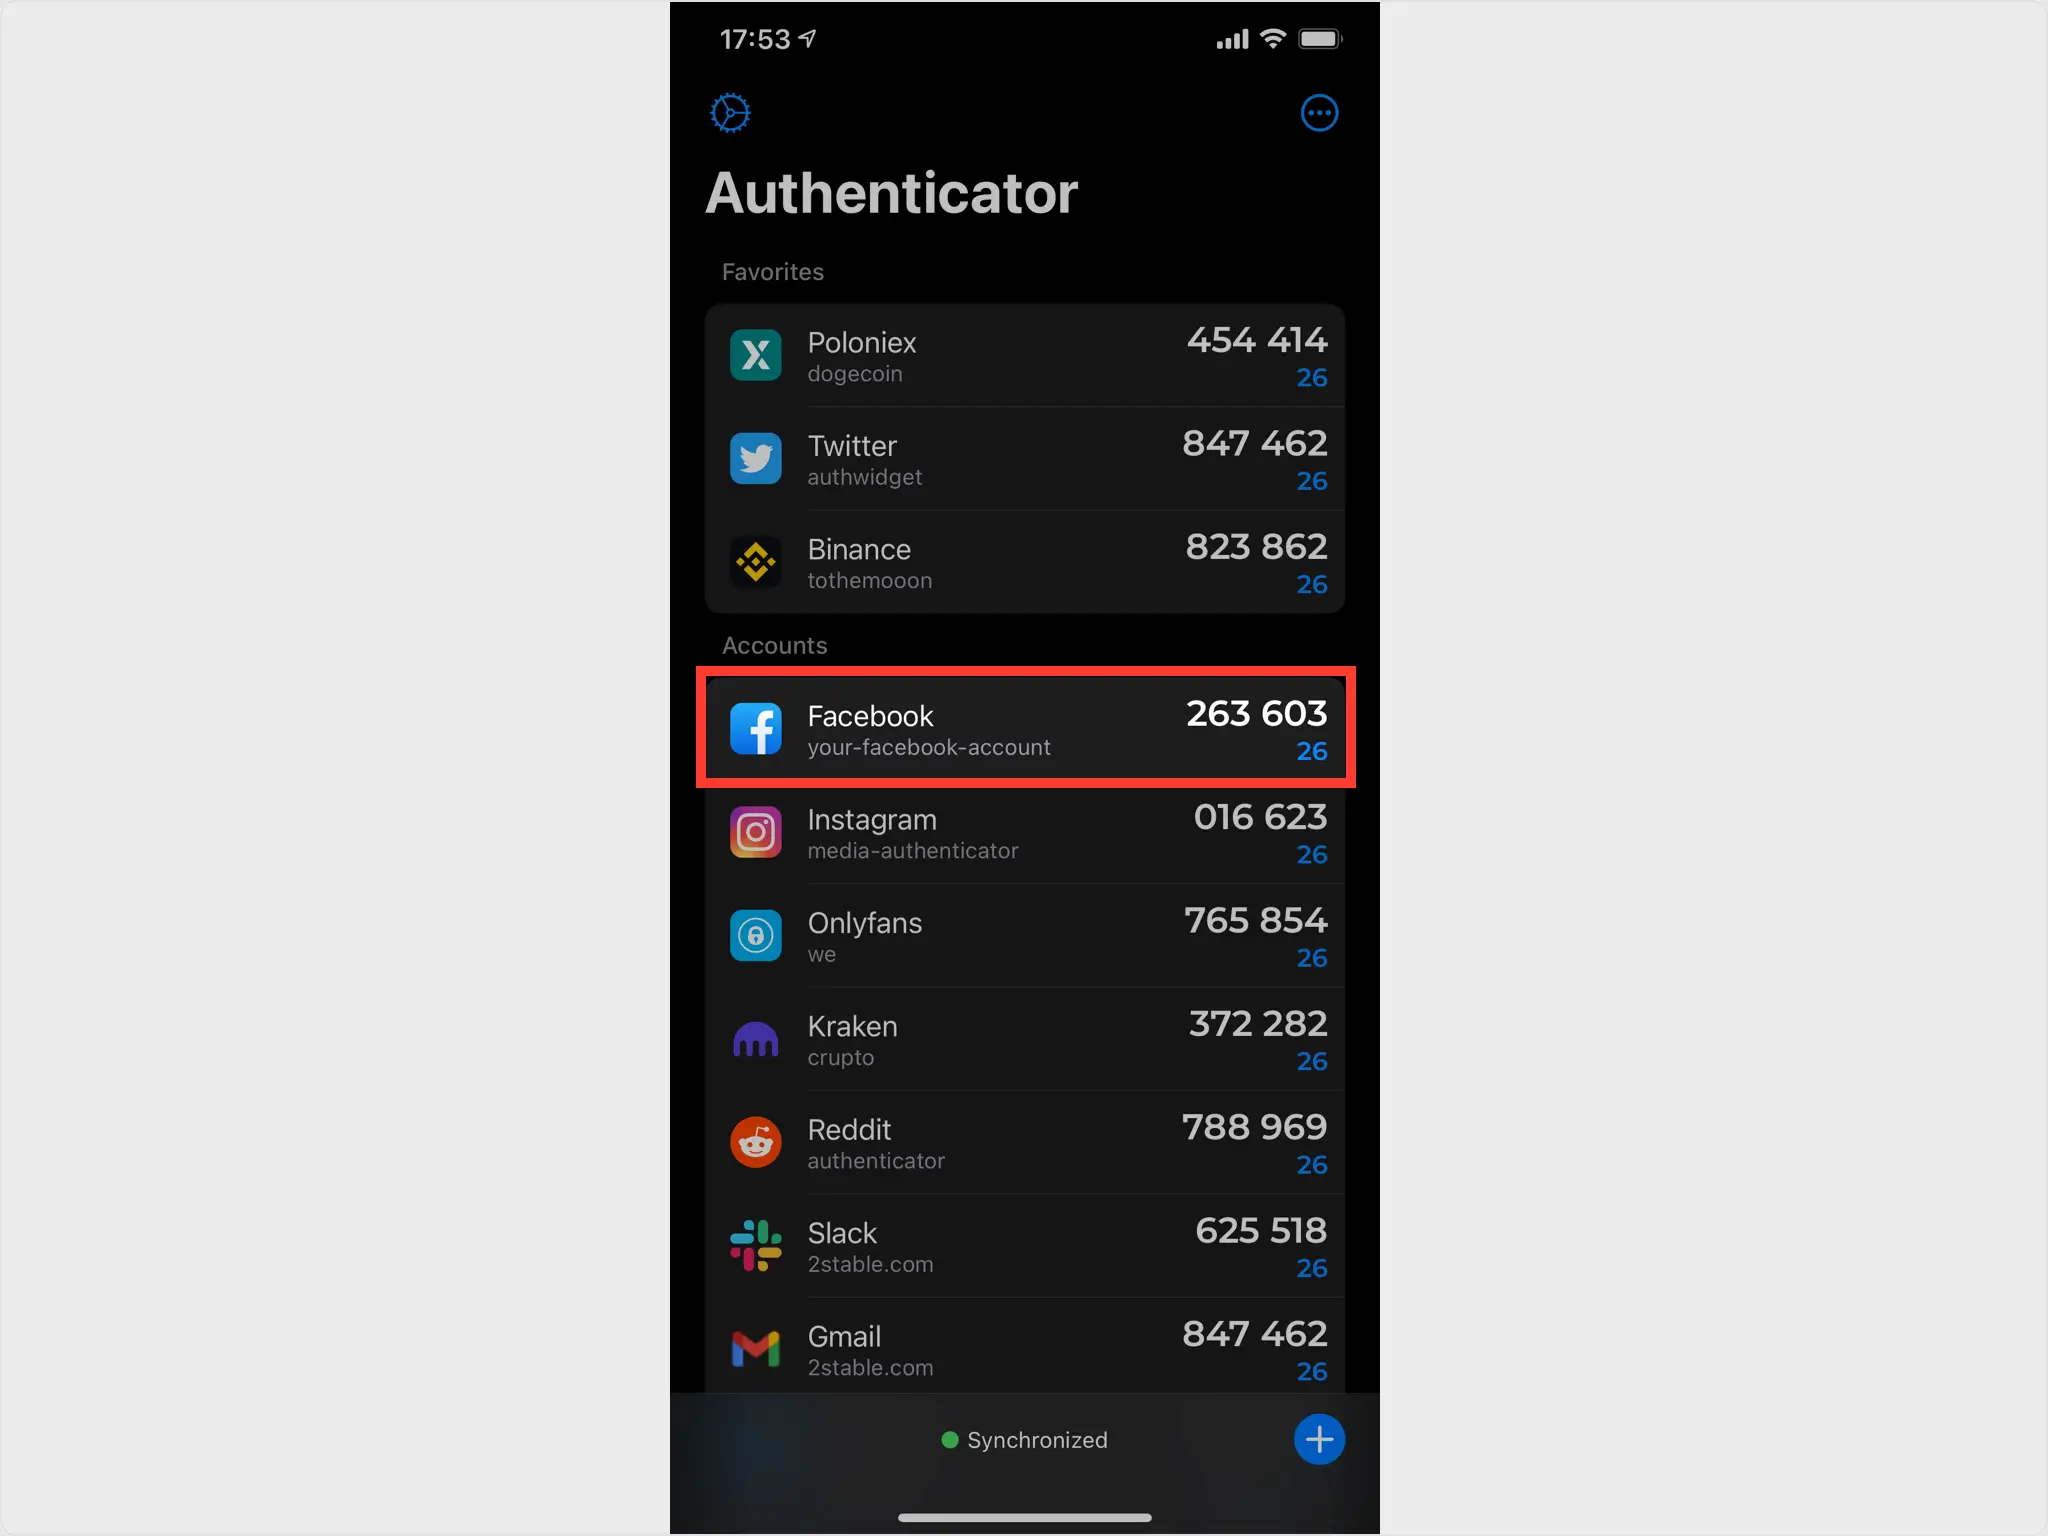 17:53
Authenticator
Favorites
Poloniex 454 414
dogecoin 26
Twitter 847 462
authwidget 26
Binance 823 862
tothemooon 26
Accounts
Facebook 263 603
your-facebook-account 26
Instagram 016 623
media-authenticator 26
Onlyfans 765 854
we 26
Kraken 372 282
crupto 26
Reddit 788 969
authenticator 26
Slack 625 518
2stable.com 26
Gmail 847 462
2stable.com 26
Synchronized